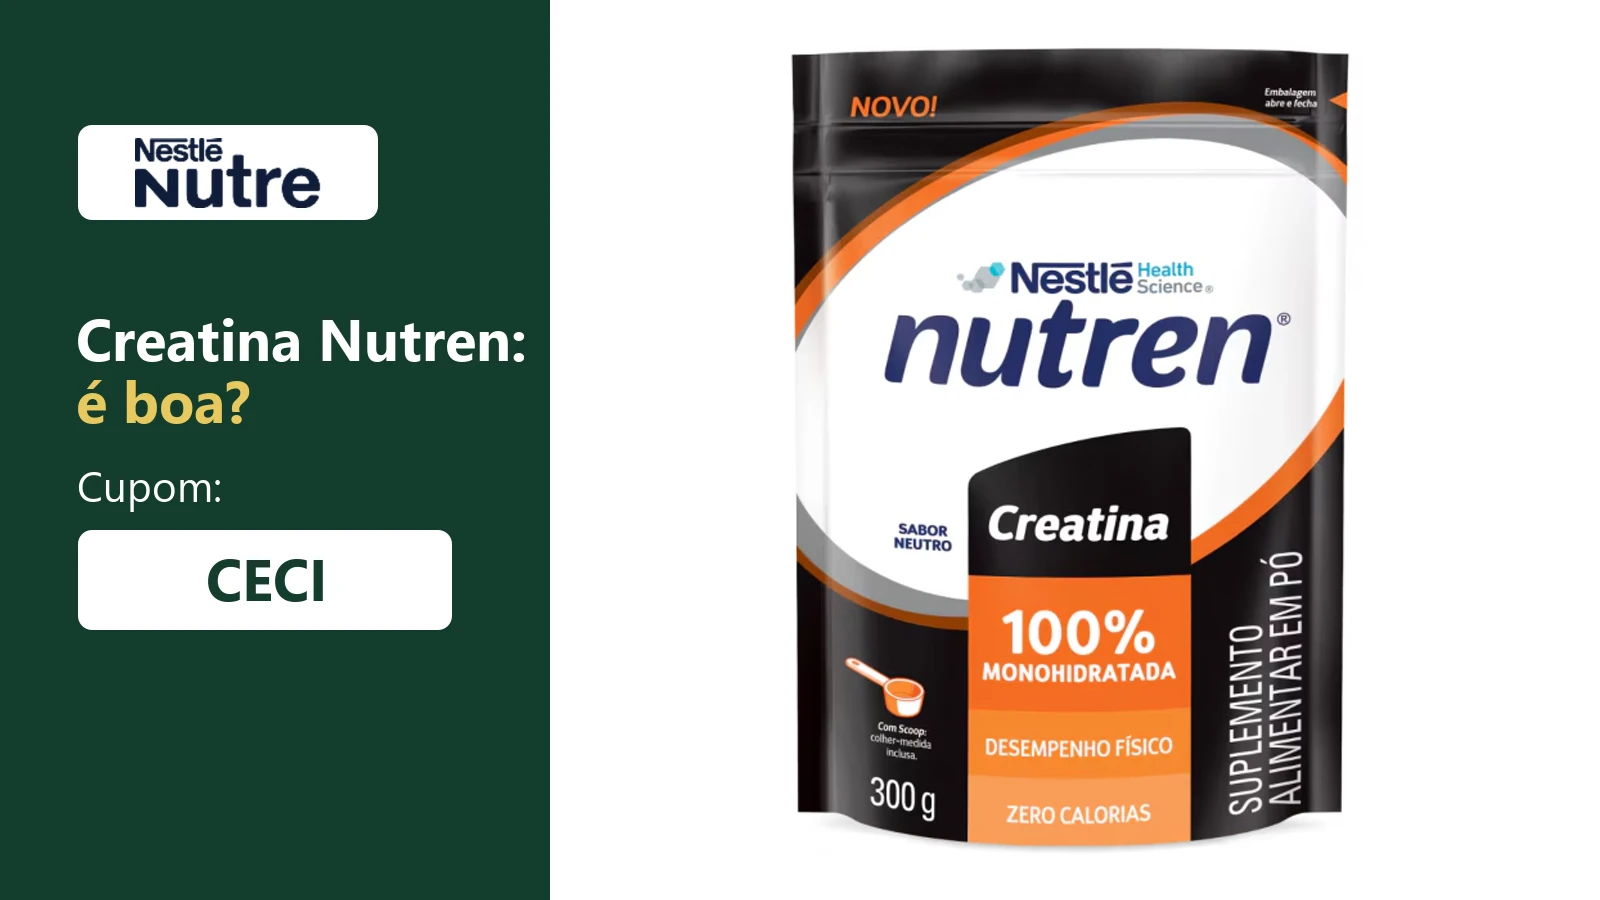 Nestlé
Nutre
Creatina Nutren:
é boa?
Cupom:
CECI
NOVO!
Embalagem
abre e fecha
Nestlé Health
Science®
nutren®
SABOR
NEUTRO
Creatina
100%
MONOHIDRATADA
DESEMPENHO FÍSICO
ZERO CALORIAS
Com Scoop:
colher-medida
inclusa.
300 g
SUPLEMENTO
ALIMENTAR EM PÓ